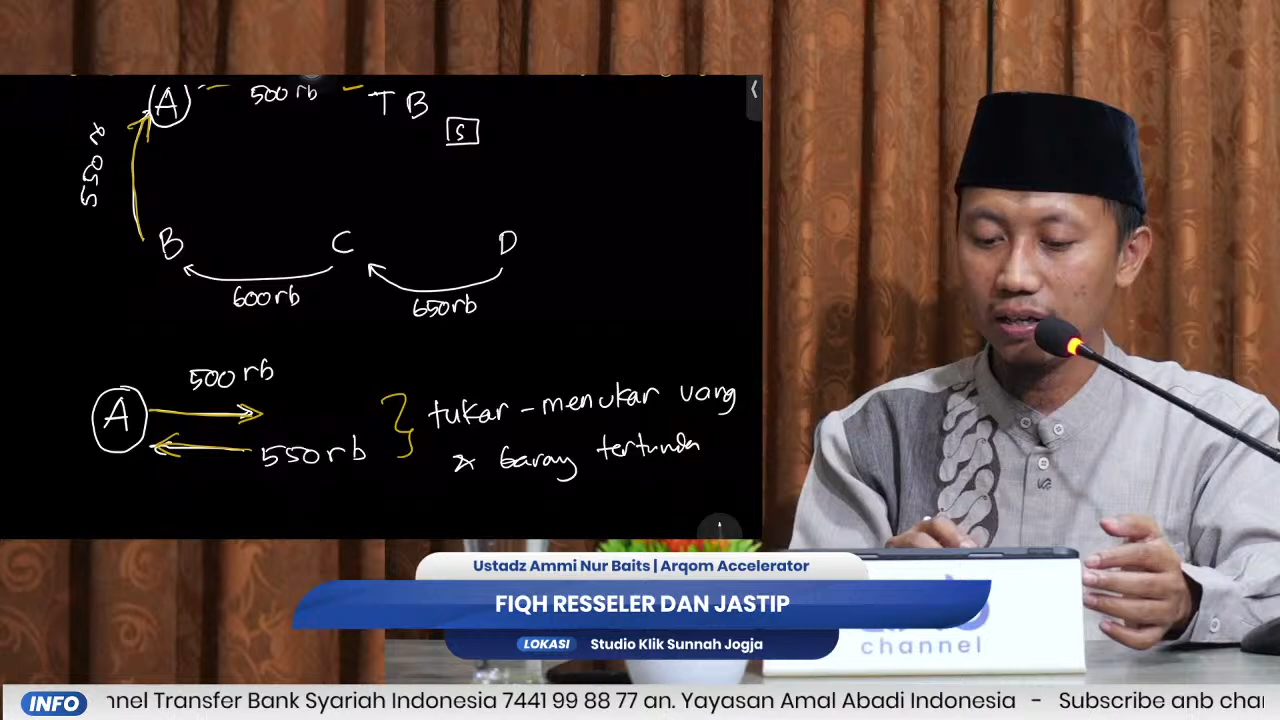 A
500 rb
T B
S
550 R
B
C
D
600rb
650rb
500 rb
A
550rb
tukar - menukar uang
& barang tertunda
Ustadz Ammi Nur Baits | Arqom Accelerator
FIQH RESSELER DAN JASTIP
LOKASI Studio Klik Sunnah Jogja
channel
INFO nnel Transfer Bank Syariah Indonesia 7441 99 88 77 an. Yayasan Amal Abadi Indonesia - Subscribe anb chan